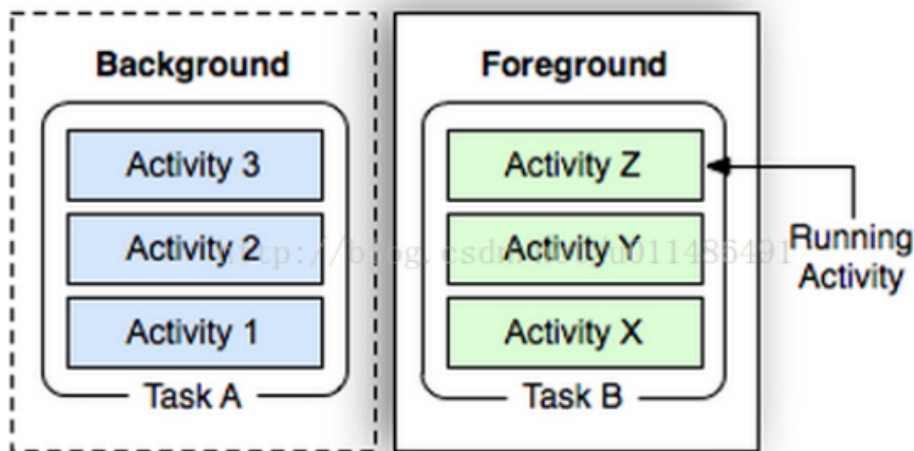 Background
Activity 3
Activity 2
Activity 1
Task A
Foreground
Activity Z
Activity Y
Activity X
Task B
Running
Activity